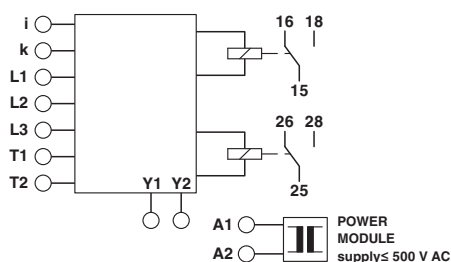 i
k
L1
L2
L3
T1
T2
Y1 Y2
16 18
15
26 28
25
A1
A2
POWER
MODULE
supply≤ 500 V AC